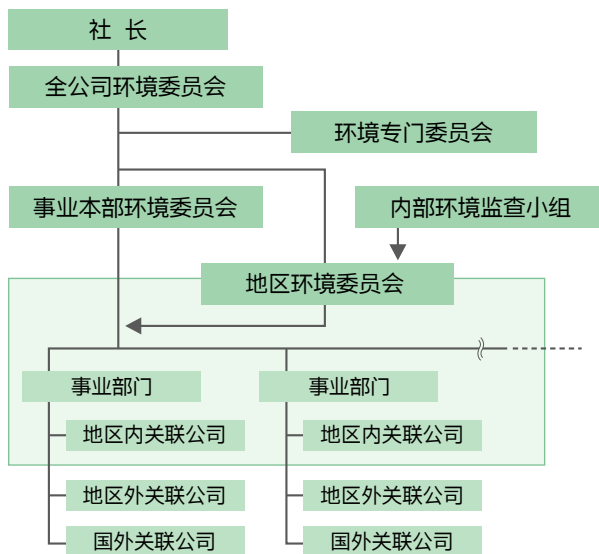 社 长
全公司环境委员会
环境专门委员会
事业本部环境委员会
内部环境监查小组
地区环境委员会
事业部门
事业部门
地区内关联公司
地区内关联公司
地区外关联公司
地区外关联公司
国外关联公司
国外关联公司